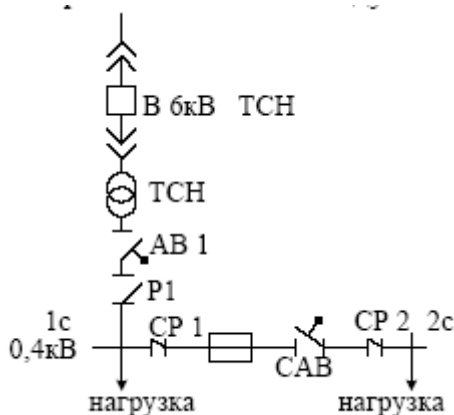 В 6кВ ТСН
ТСН
АВ 1
Р1
1с
СР 1
СР 2
2с
0,4кВ
САВ
нагрузка
нагрузка